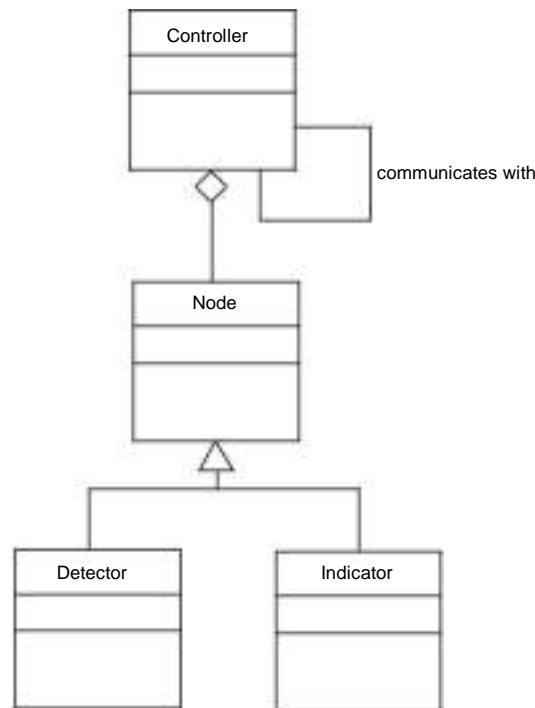 Controller
communicates with
Node
Detector
Indicator